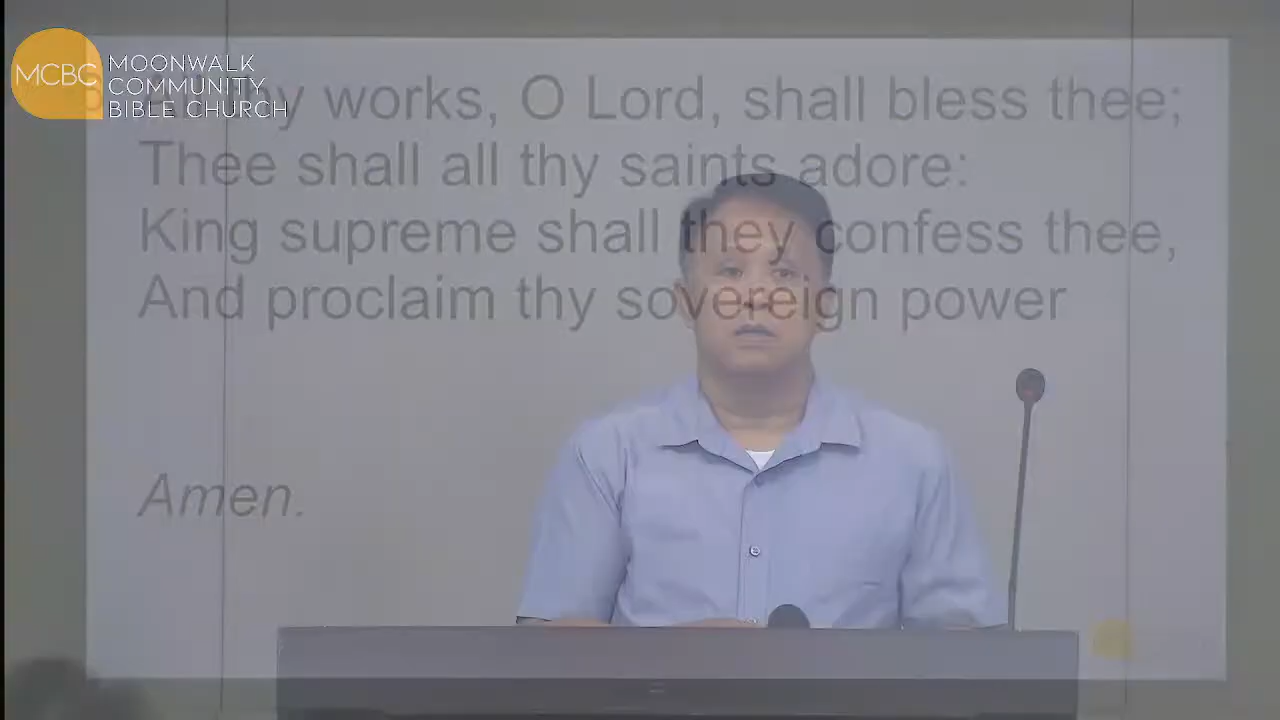 MCBC
MOONWALK
COMMUNITY
BIBLE CHURCH
works, O Lord, shall bless thee;
Thee shall all thy saints adore:
King supreme shall they confess thee,
And proclaim thy sovereign power
Amen.